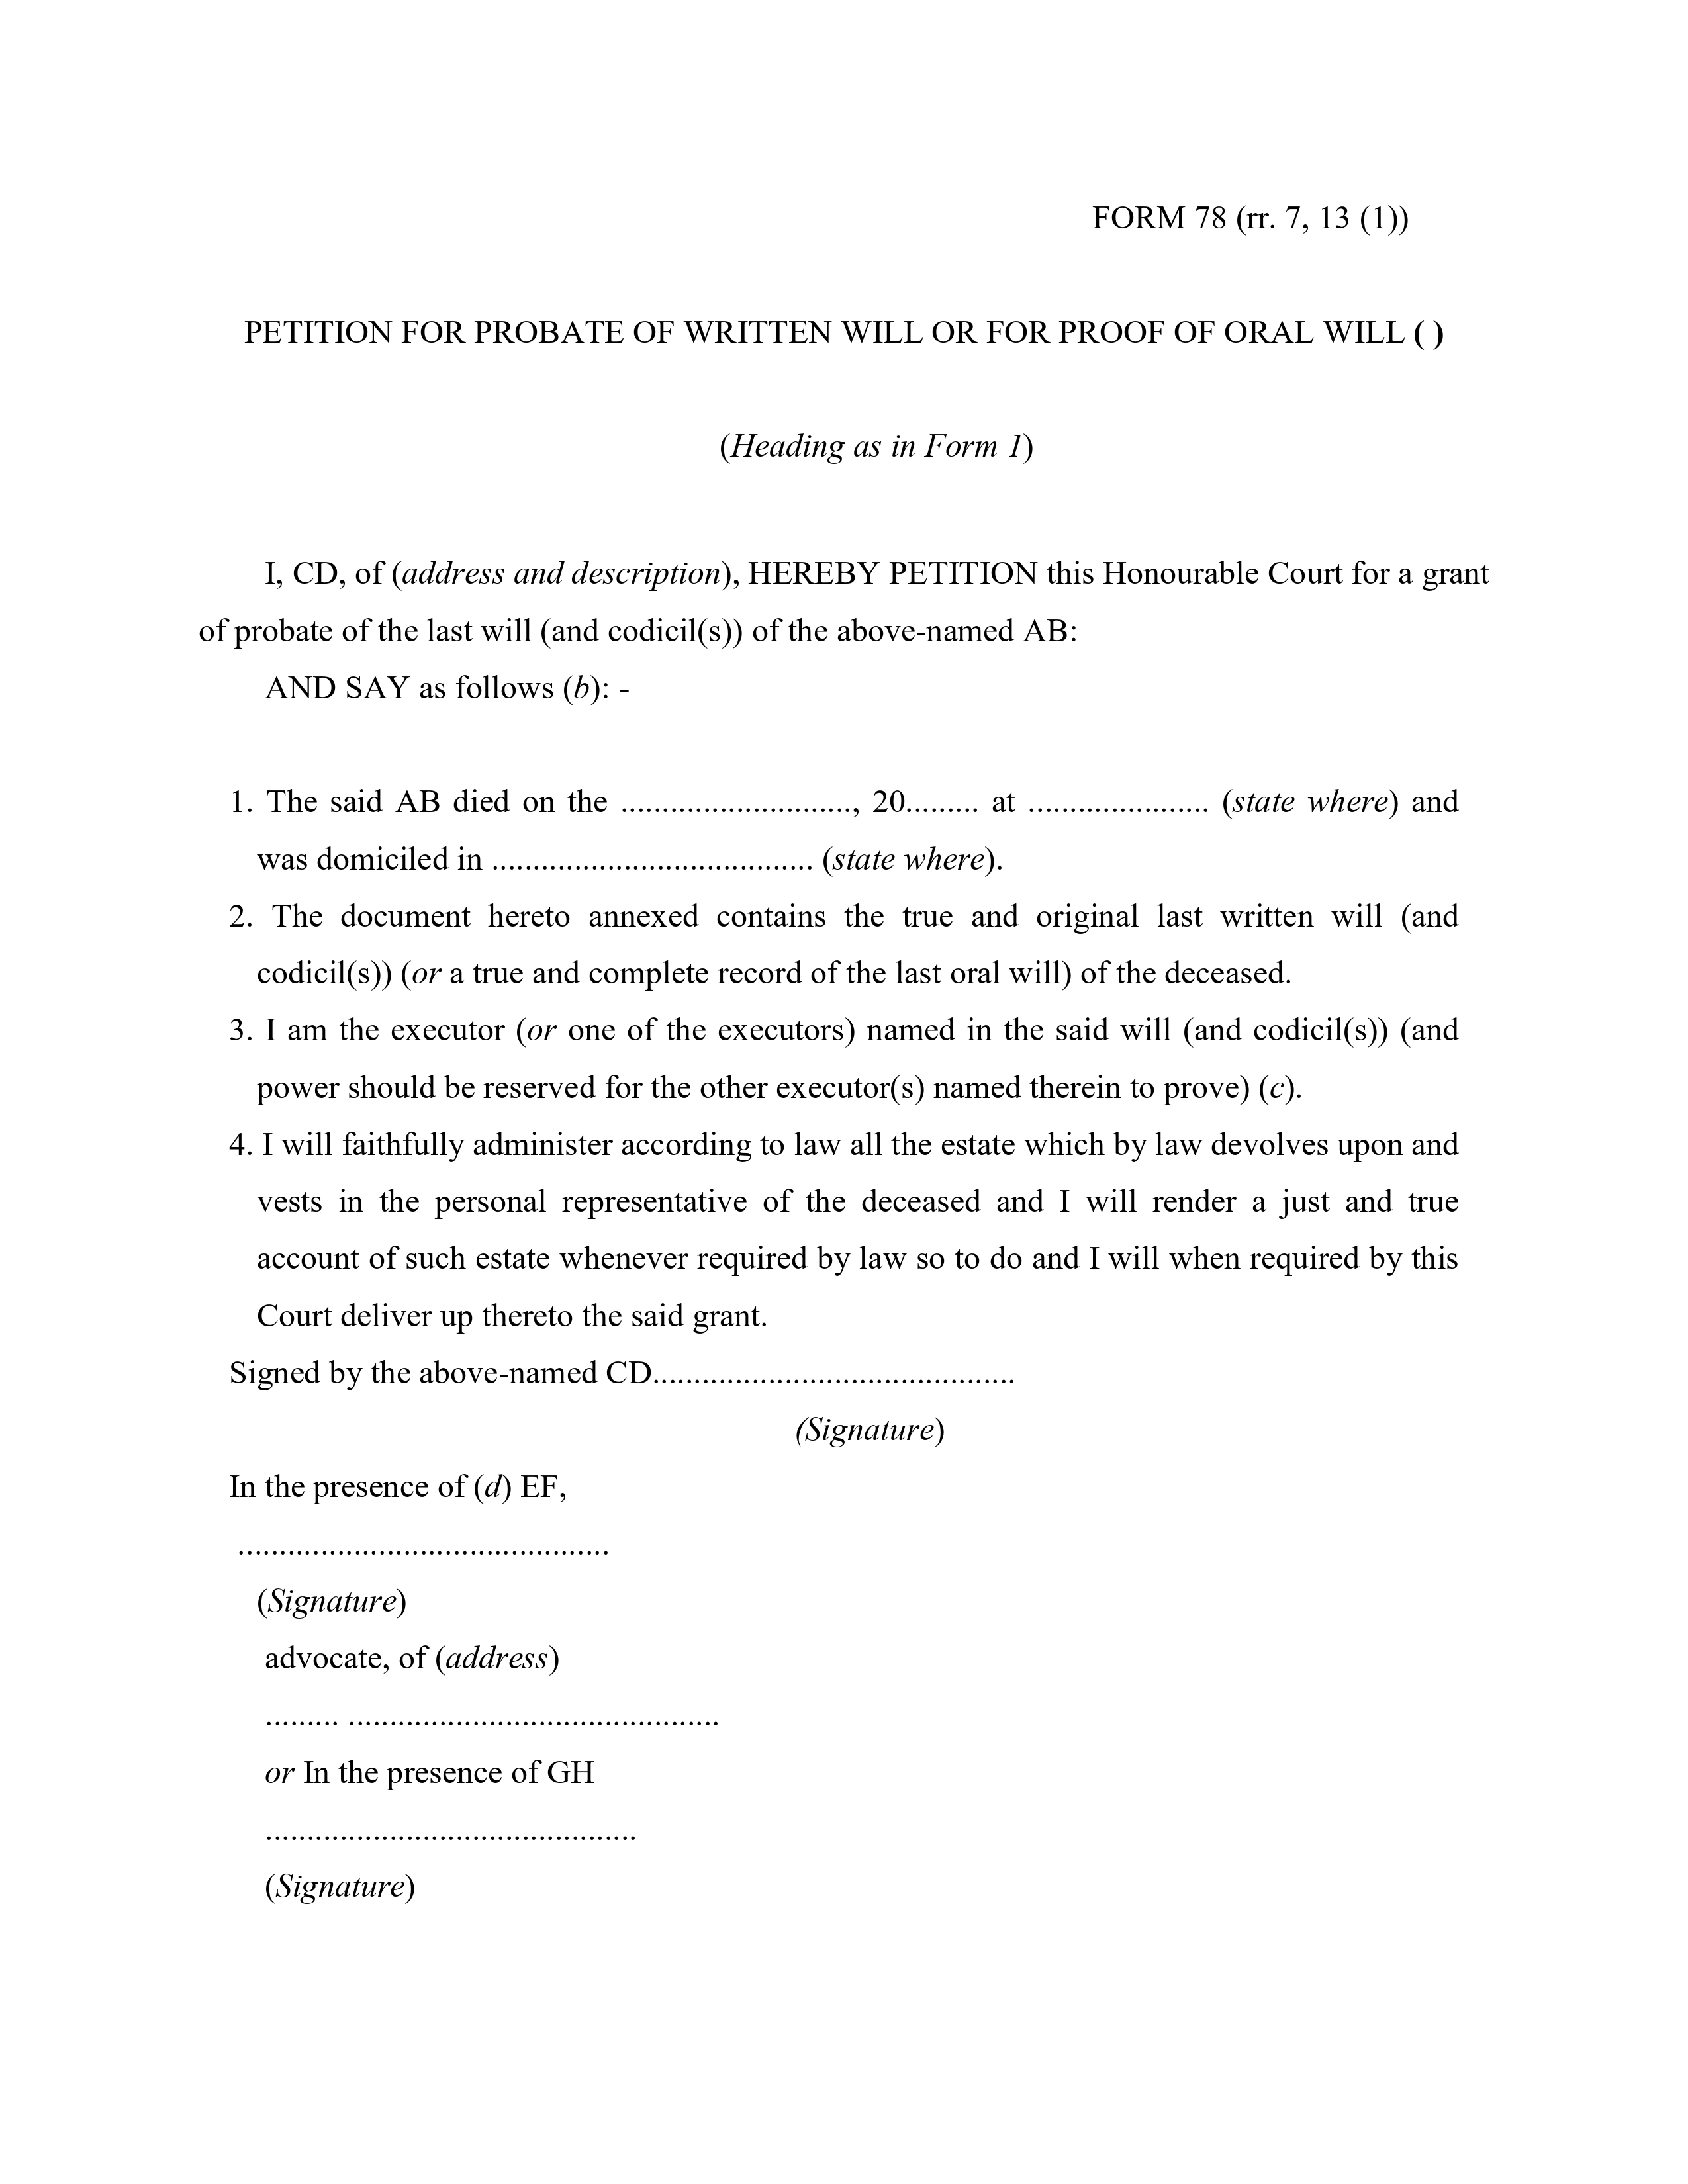 FORM 78 (rr. 7, 13 (1))
PETITION FOR PROBATE OF WRITTEN WILL OR FOR PROOF OF ORAL WILL ( )
(Heading as in Form 1)
I, CD, of (address and description), HEREBY PETITION this Honourable Court for a grant
of probate of the last will (and codicil(s)) of the above-named AB:
AND SAY as follows (b): -
1. The said AB died on the ............................, 20......... at ...................... (state where) and
was domiciled in ....................................... (state where).
2. The document hereto annexed contains the true and original last written will (and
codicil(s)) (or a true and complete record of the last oral will) of the deceased.
3. I am the executor (or one of the executors) named in the said will (and codicil(s)) (and
power should be reserved for the other executor(s) named therein to prove) (c).
4. I will faithfully administer according to law all the estate which by law devolves upon and
vests in the personal representative of the deceased and I will render a just and true
account of such estate whenever required by law so to do and I will when required by this
Court deliver up thereto the said grant.
Signed by the above-named CD............................................
(Signature)
In the presence of (d) EF,
.............................................
(Signature)
advocate, of (address)
......... .............................................
or In the presence of GH
.............................................
(Signature)